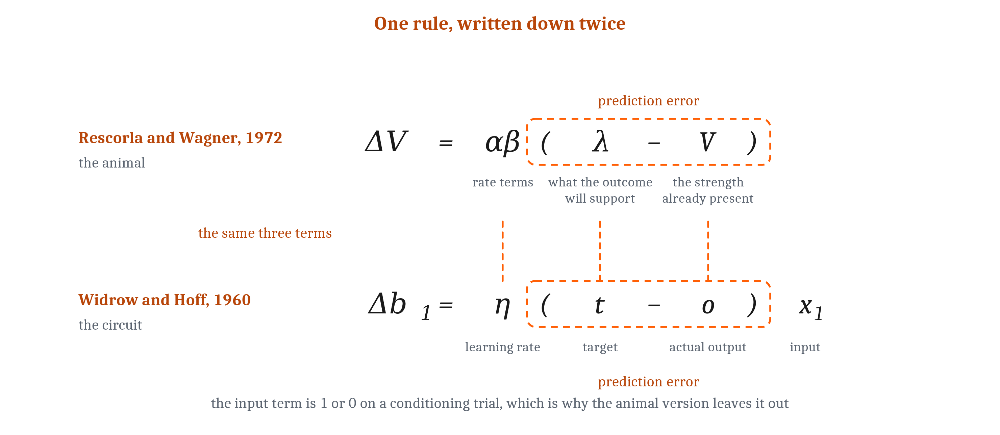 One rule, written down twice
prediction error
Rescorla and Wagner, 1972
the animal
ΔV = αβ ( λ − V )
rate terms what the outcome will support the strength already present
the same three terms
Widrow and Hoff, 1960
the circuit
Δb 1 = η ( t − o ) x1
learning rate target actual output input
prediction error
the input term is 1 or 0 on a conditioning trial, which is why the animal version leaves it out